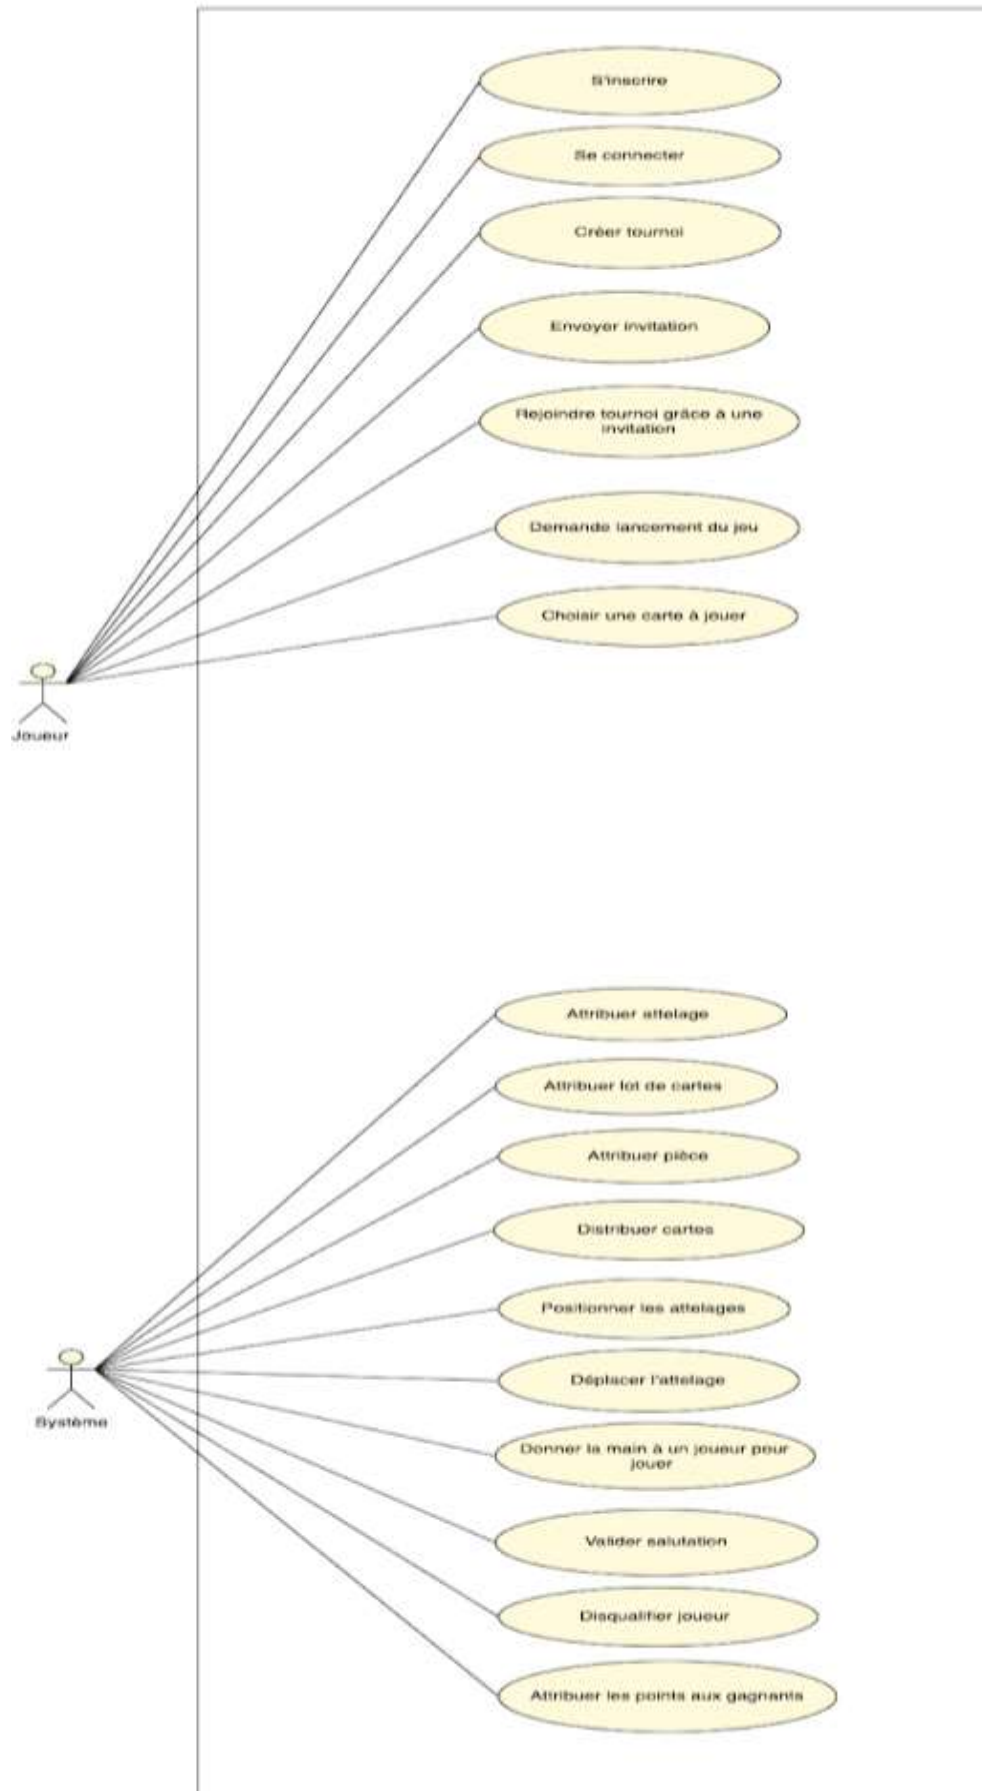 S'inscrire
Se connecter
Créer tournoi
Envoyer invitation
Rejoindre tournoi grâce à une
invitation
Demande lancement du jeu
Choisir une carte à jouer
Joueur
Attribuer attelage
Attribuer lot de cartes
Attribuer pièce
Distribuer cartes
Positionner les attelages
Déplacer l'attelage
Système
Donner la main à un joueur pour
jouer
Valider salutation
Disqualifier joueur
Attribuer les points aux gagnants